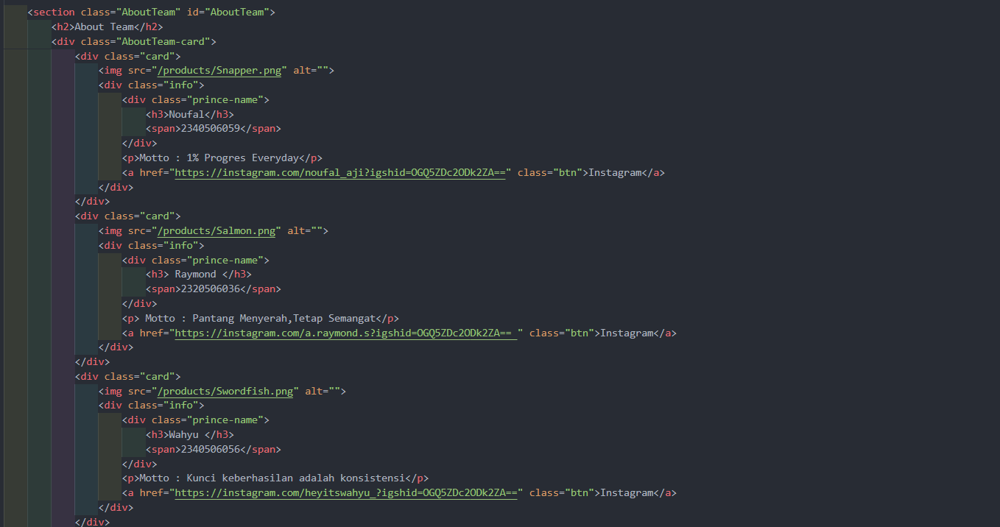 <section class="AboutTeam" id="AboutTeam">
<h2>About Team</h2>
<div class="AboutTeam-card">
<div class="card">
<img src="/products/Snapper.png" alt="">
<div class="info">
<div class="prince-name">
<h3>Noufal</h3>
<span>2340506059</span>
</div>
<p>Motto : 1% Progres Everyday</p>
<a href="https://instagram.com/noufal_aji?igshid=OGQ5ZDc2ODk2ZA==" class="btn">Instagram</a>
</div>
</div>
<div class="card">
<img src="/products/Salmon.png" alt="">
<div class="info">
<div class="prince-name">
<h3> Raymond </h3>
<span>2320506036</span>
</div>
<p> Motto : Pantang Menyerah,Tetap Semangat</p>
<a href="https://instagram.com/a.raymond.s?igshid=OGQ5ZDc2ODk2ZA== " class="btn">Instagram</a>
</div>
</div>
<div class="card">
<img src="/products/Swordfish.png" alt="">
<div class="info">
<div class="prince-name">
<h3>Wahyu </h3>
<span>2340506056</span>
</div>
<p>Motto : Kunci keberhasilan adalah konsistensi</p>
<a href="https://instagram.com/heyitswahyu_?igshid=OGQ5ZDc2ODk2ZA==" class="btn">Instagram</a>
</div>
</div>